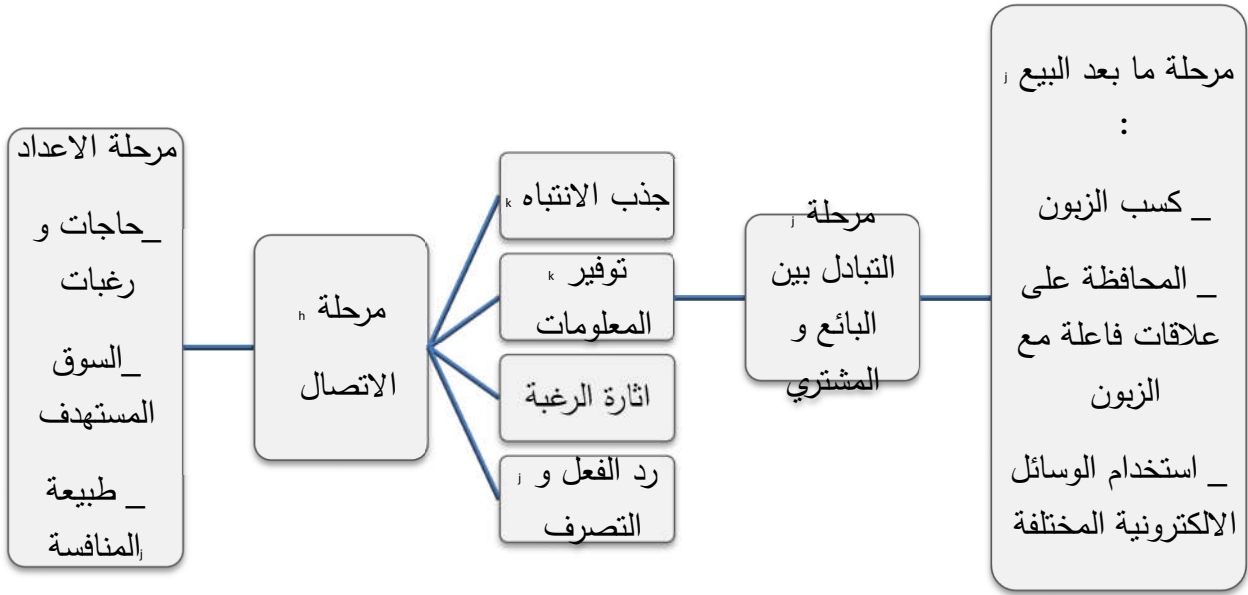 مرحلة الاعداد
_حاجات و
رغبات
_السوق
المستهدف
_ طبيعة
المنافسة j
مرحلة h
الاتصال
جذب الانتباه k
توفير k
المعلومات
اثارة الرغبة
رد الفعل و j
التصرف
مرحلة j
التبادل بين
البائع و
المشتري
مرحلة ما بعد البيع j
:
_ كسب الزبون
_ المحافظة على
علاقات فاعلة مع
الزبون
_ استخدام الوسائل
الالكترونية المختلفة